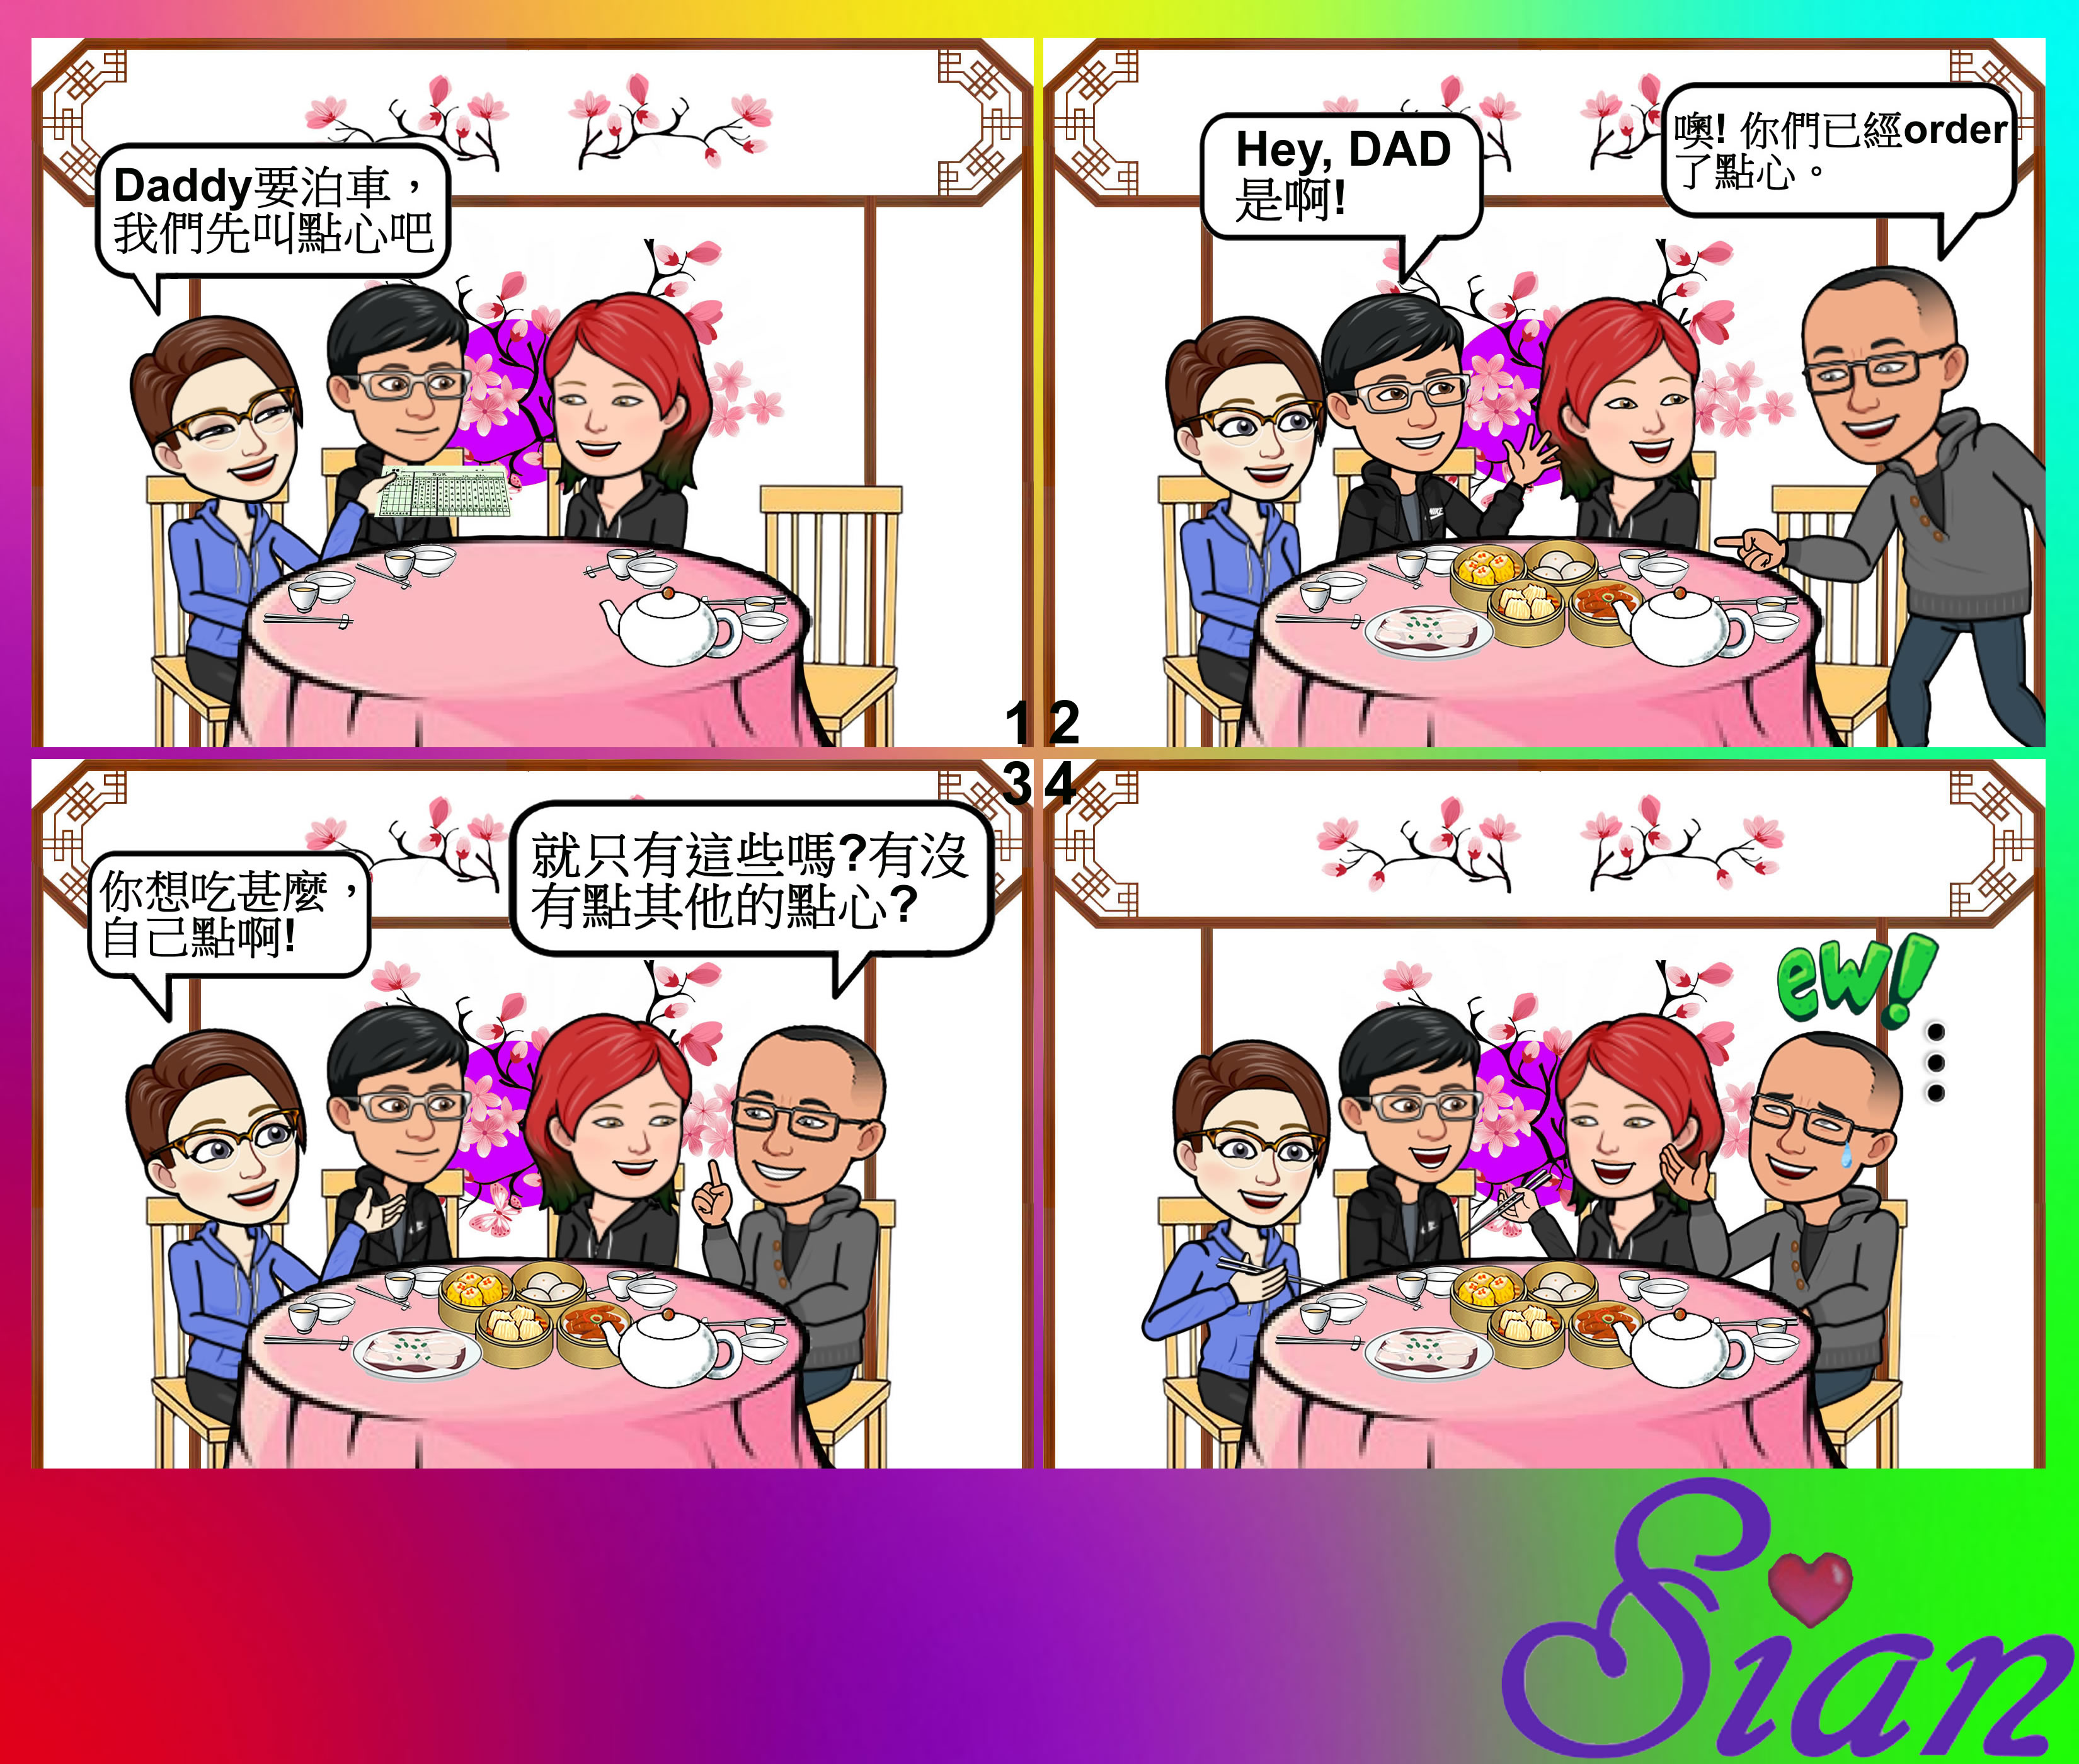 Daddy要泊車，
我們先叫點心吧
Hey, DAD
是啊!
噢! 你們已經order
了點心。
1 2
3 4
你想吃甚麼，
自己點啊!
就只有這些嗎?有沒
有點其他的點心?
ew!
Sian